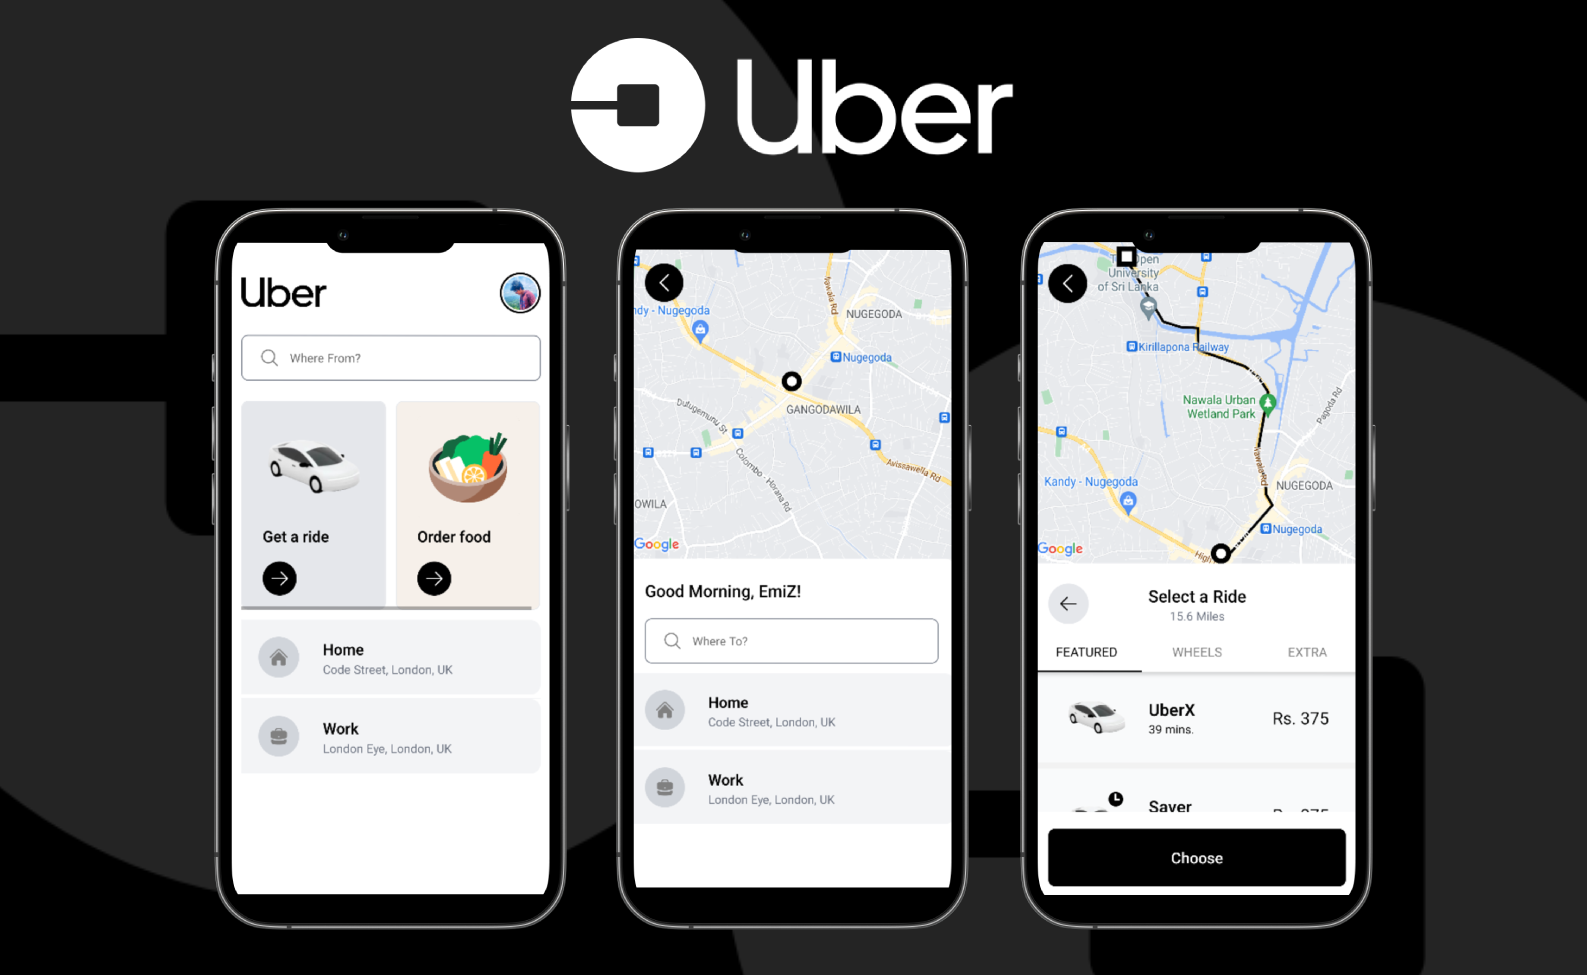 Uber
Uber
Where From?
Get a ride
Order food
Home
Code Street, London, UK
Work
London Eye, London, UK
Nawala Rd
NUGEGODA
ndy - Nugegoda
Nugegoda
GANGODAWILA
Dutugemunu St
Colombo - Horana Rd
Avissawella Rd
OWILA
Google
Good Morning, EmiZ!
Where To?
Home
Code Street, London, UK
Work
London Eye, London, UK
Open
University
of Sri Lanka
Kirillapona Railway
Nawala Urban
Wetland Park
Pagoda Rd
Nawala Rd
Kandy - Nugegoda
NUGEGODA
Nugegoda
High
Google
Select a Ride
15.6 Miles
FEATURED
WHEELS
EXTRA
UberX
39 mins.
Rs. 375
Saver
Choose